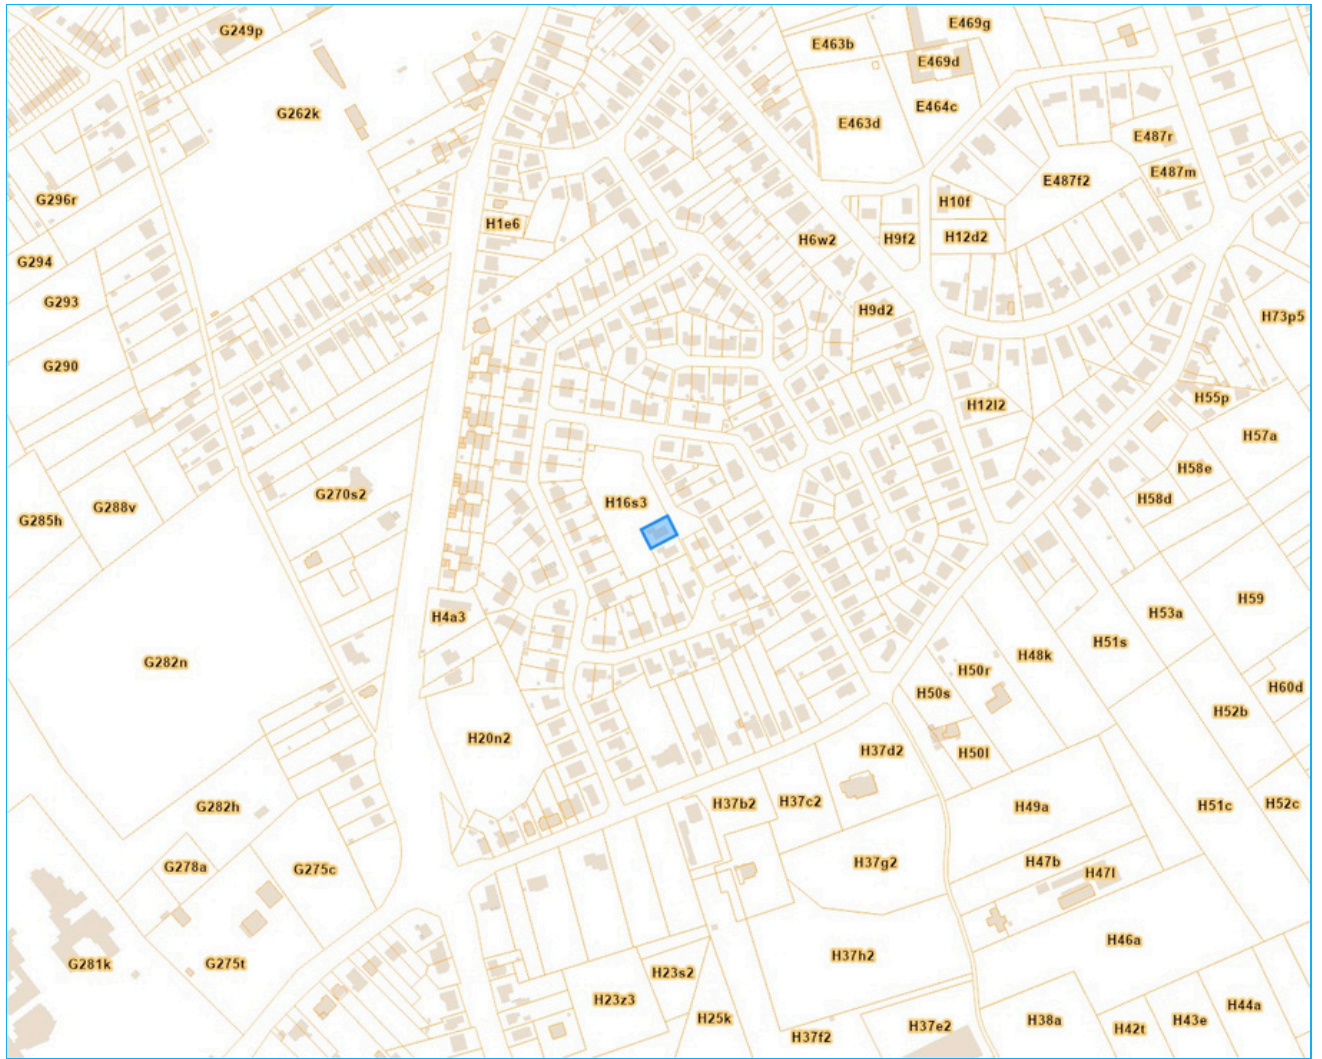 G249p
E469g
E463b
E469d
G262k
E464c
E463d
E487r
E487m
E487f2
G296r
H10f
H1e6
H12d2
H6w2
H9f2
G294
G293
H9d2
H73p5
G290
H55p
H12l2
H57a
H58e
G270s2
H58d
H16s3
G288v
G285h
H59
H53a
H4a3
H51s
H48k
G282n
H50r
H60d
H50s
H52b
H20n2
H37d2
H50l
H37b2
H37c2
H52c
G282h
H49a
H51c
H47b
H37g2
G278a
G275c
H47l
H46a
H37h2
G281k
G275t
H23s2
H23z3
H44a
H25k
H38a
H43e
H37e2
H42t
H37f2